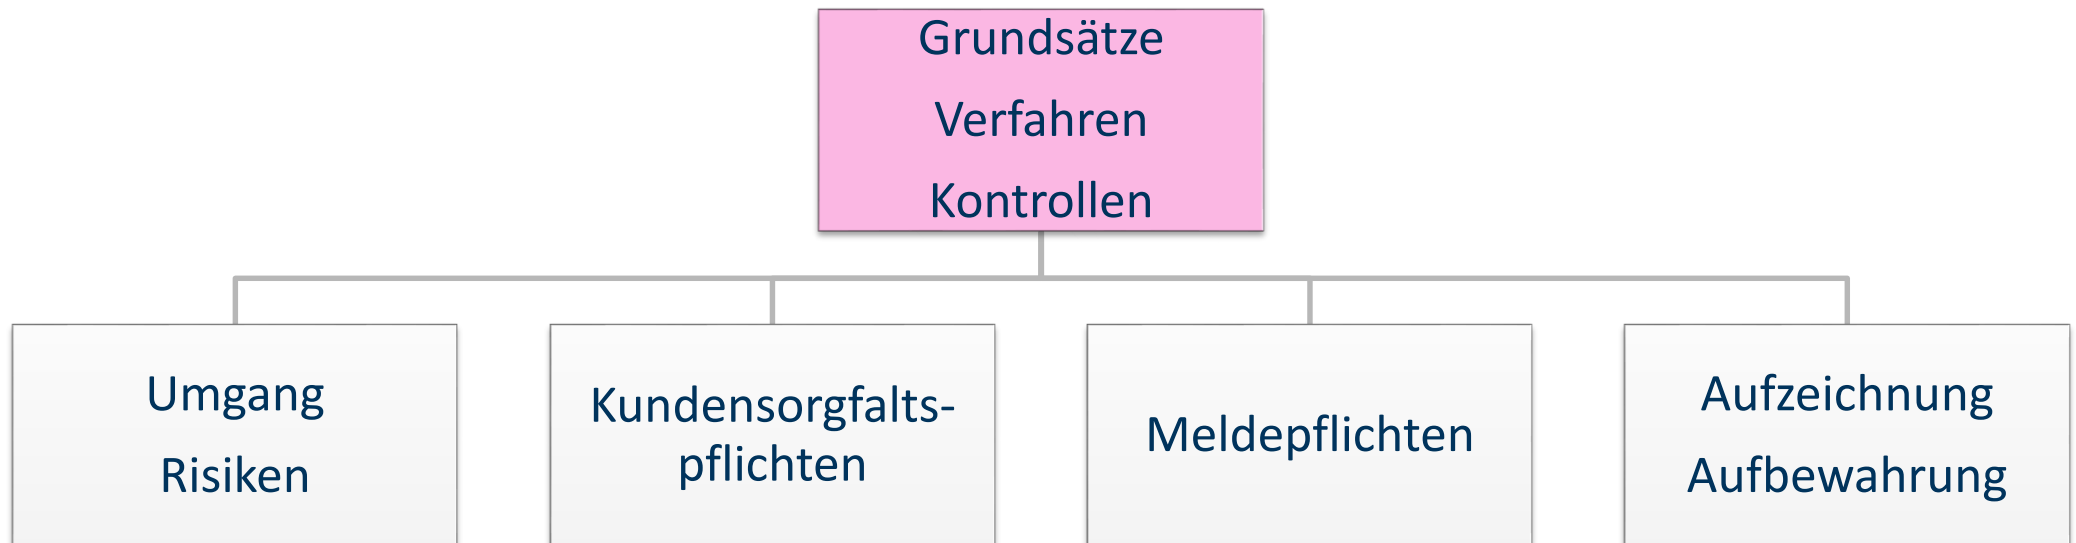 Grundsätze
Verfahren
Kontrollen
Umgang
Risiken
Kundensorgfalts-
pflichten
Meldepflichten
Aufzeichnung
Aufbewahrung